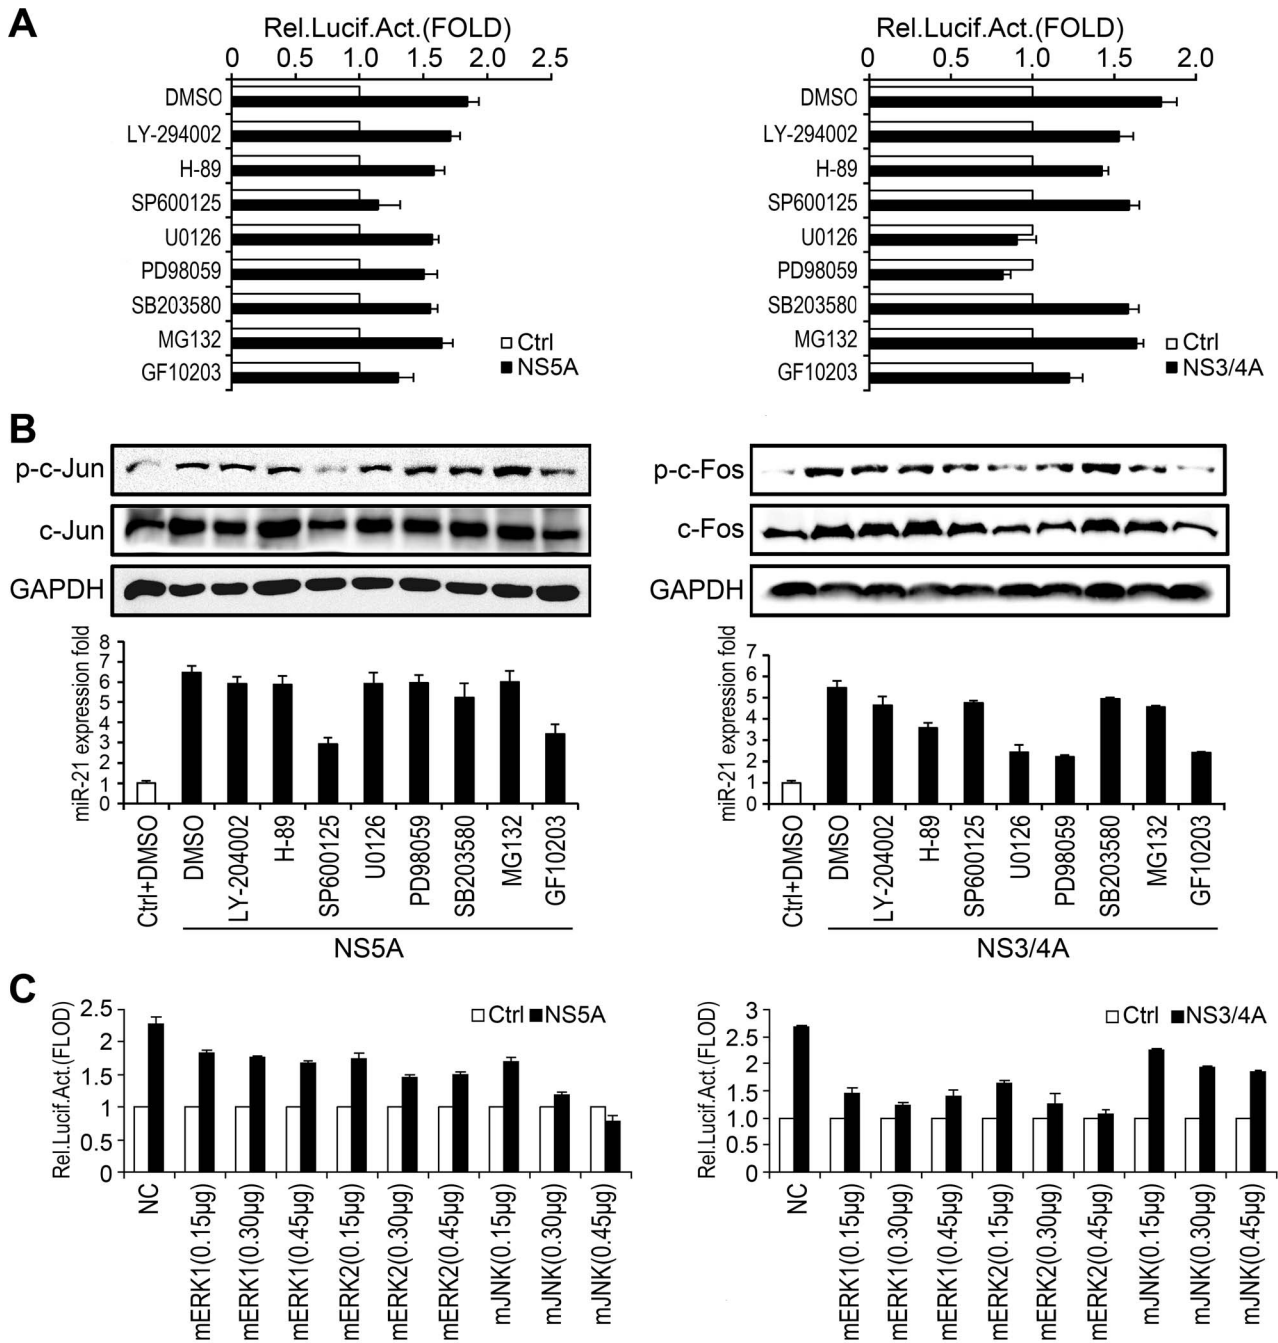 A
Rel.Lucif.Act.(FOLD)
0 0.5 1.0 1.5 2.0 2.5
DMSO
LY-294002
H-89
SP600125
U0126
PD98059
SB203580
MG132
GF10203
Ctrl
NS5A
Rel.Lucif.Act.(FOLD)
0 0.5 1.0 1.5 2.0
DMSO
LY-294002
H-89
SP600125
U0126
PD98059
SB203580
MG132
GF10203
Ctrl
NS3/4A
B
p-c-Jun
c-Jun
GAPDH
miR-21 expression fold
8
7
6
5
4
3
2
1
0
Ctrl+DMSO
DMSO
LY-204002
H-89
SP600125
U0126
PD98059
SB203580
MG132
GF10203
NS5A
p-c-Fos
c-Fos
GAPDH
miR-21 expression fold
7
6
5
4
3
2
1
0
Ctrl+DMSO
DMSO
LY-204002
H-89
SP600125
U0126
PD98059
SB203580
MG132
GF10203
NS3/4A
C
Rel.Lucif.Act.(FLOD)
2.5
2
1.5
1
0.5
0
Ctrl NS5A
NC
mERK1(0.15μg)
mERK1(0.30μg)
mERK1(0.45μg)
mERK2(0.15μg)
mERK2(0.30μg)
mERK2(0.45μg)
mJNK(0.15μg)
mJNK(0.30μg)
mJNK(0.45μg)
Rel.Lucif.Act.(FLOD)
3
2.5
2
1.5
1.0
0.5
0
Ctrl NS3/4A
NC
mERK1(0.15μg)
mERK1(0.30μg)
mERK1(0.45μg)
mERK2(0.15μg)
mERK2(0.30μg)
mERK2(0.45μg)
mJNK(0.15μg)
mJNK(0.30μg)
mJNK(0.45μg)